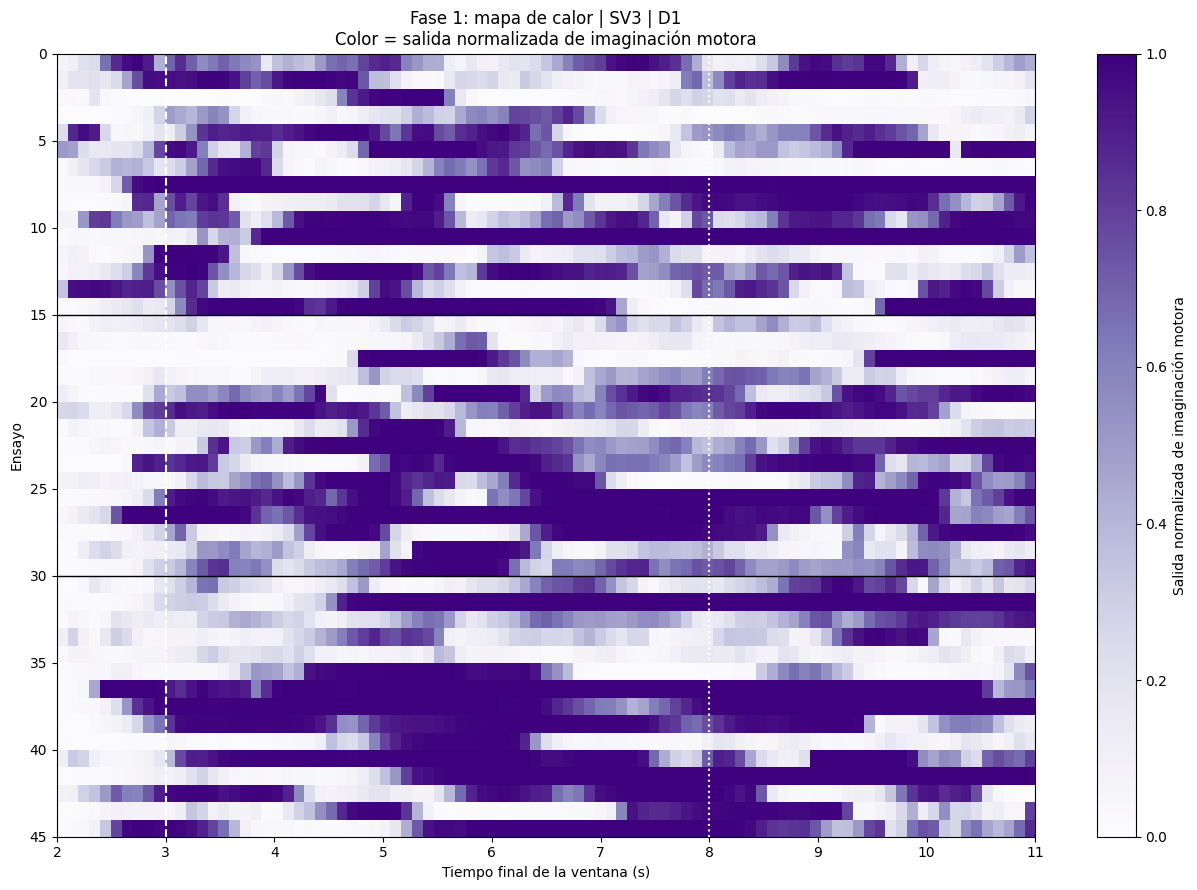 Fase 1: mapa de calor | SV3 | D1
Color = salida normalizada de imaginación motora
0
5
10
15
20
25
30
35
40
45
Ensayo
2 3 4 5 6 7 8 9 10 11
Tiempo final de la ventana (s)
1.0
0.8
0.6
0.4
0.2
0.0
Salida normalizada de imaginación motora